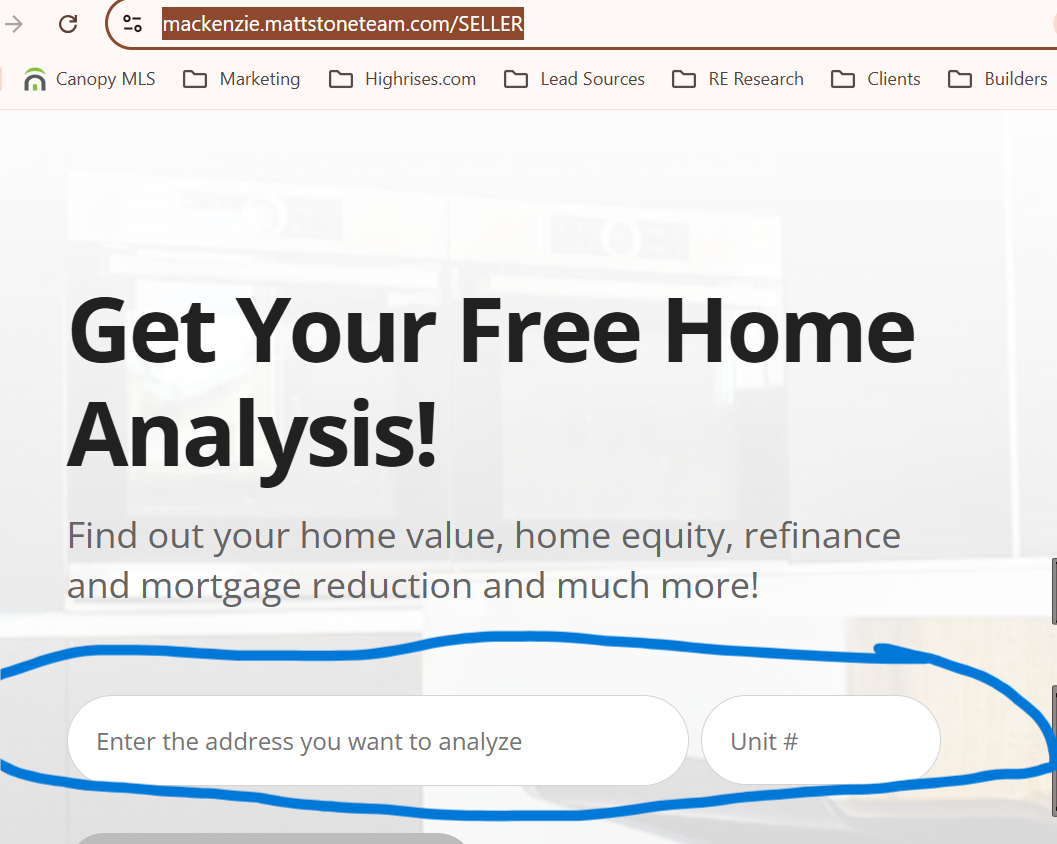 mackenzie.mattstoneteam.com/SELLER
Canopy MLS Marketing Highrises.com Lead Sources RE Research Clients Builders
Get Your Free Home
Analysis!
Find out your home value, home equity, refinance
and mortgage reduction and much more!
Enter the address you want to analyze Unit #